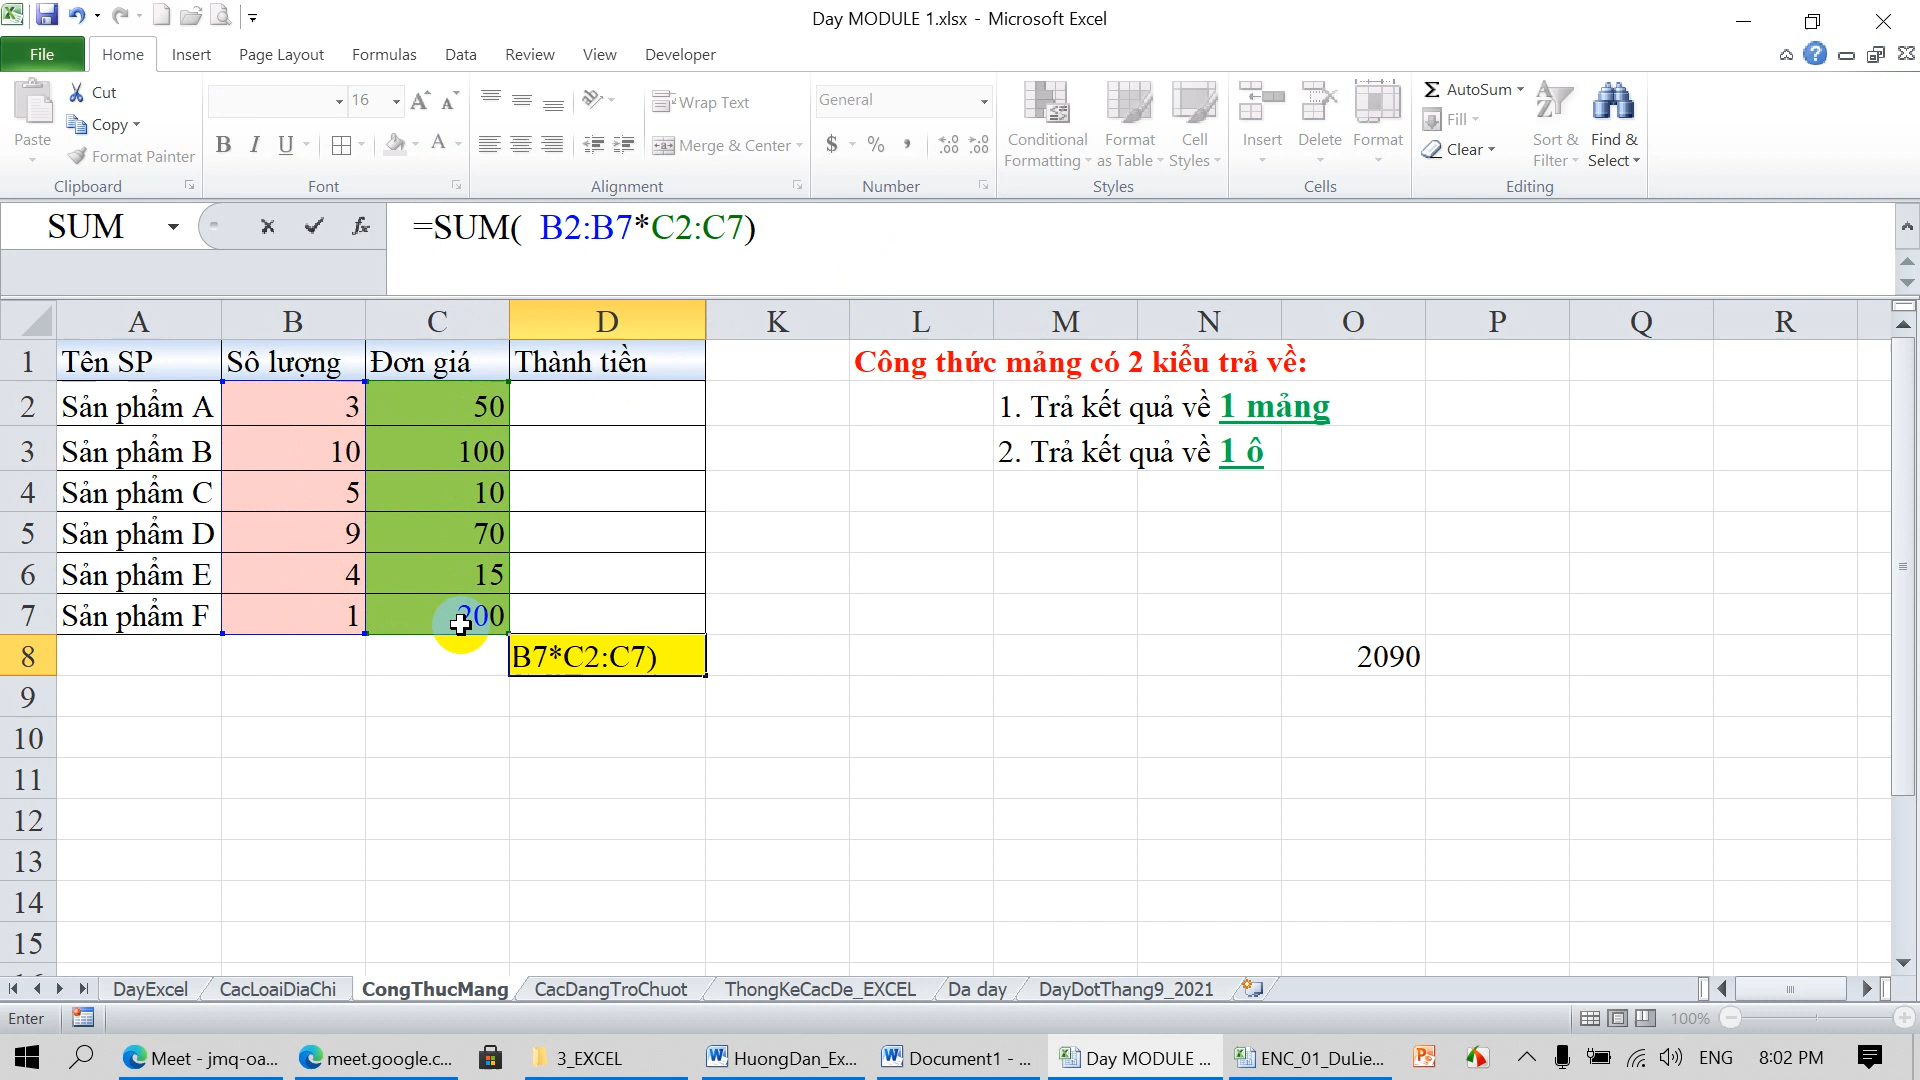 Day MODULE 1.xlsx - Microsoft Excel
File Home Insert Page Layout Formulas Data Review View Developer
Paste
Cut
Copy
Format Painter
Clipboard
16
B I U
Font
Wrap Text
Merge & Center
Alignment
General
$ % ,
Number
Conditional Formatting
Format as Table
Cell Styles
Styles
Insert Delete Format
Cells
AutoSum
Fill
Clear
Sort & Filter
Find & Select
Editing
SUM
=SUM( B2:B7*C2:C7)
A B C D K L M N O P Q R
1 Tên SP Sô lượng Đơn giá Thành tiền Công thức mảng có 2 kiểu trả về:
2 Sản phẩm A 3 50 1. Trả kết quả về 1 mảng
3 Sản phẩm B 10 100 2. Trả kết quả về 1 ô
4 Sản phẩm C 5 10
5 Sản phẩm D 9 70
6 Sản phẩm E 4 15
7 Sản phẩm F 1 200
8 B7*C2:C7) 2090
9
10
11
12
13
14
15
DayExcel CacLoaiDiaChi CongThucMang CacDangTroChuot ThongKeCacDe_EXCEL Da day DayDotThang9_2021
Enter 100%
Meet - jmq-oa... meet.google.c... 3_EXCEL HuongDan_Ex... Document1 - ... Day MODULE ... ENC_01_DuLie... ENG 8:02 PM